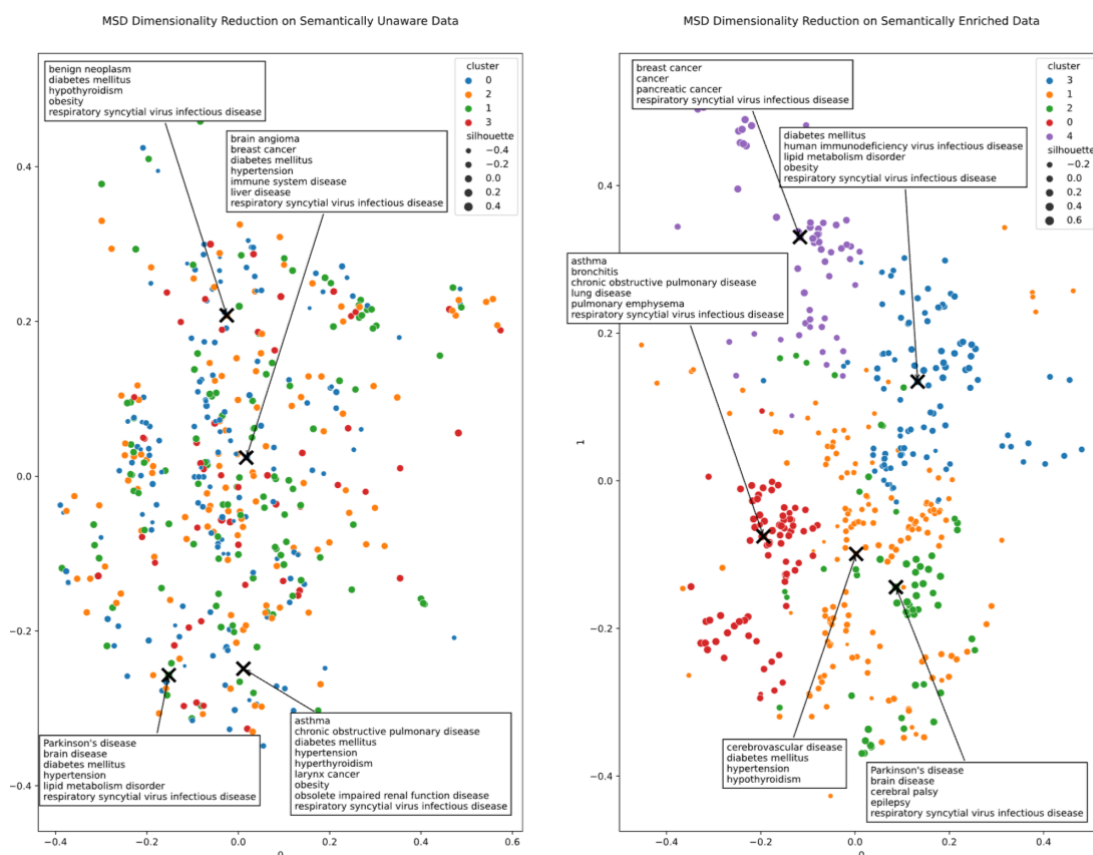 MSD Dimensionality Reduction on Semantically Unaware Data
benign neoplasm
diabetes mellitus
hypothyroidism
obesity
respiratory syncytial virus infectious disease
brain angioma
breast cancer
diabetes mellitus
hypertension
immune system disease
liver disease
respiratory syncytial virus infectious disease
cluster
0
2
1
3
silhouette
−0.4
−0.2
0.0
0.2
0.4
0.4
0.2
0.0
−0.2
−0.4
Parkinson's disease
brain disease
diabetes mellitus
hypertension
lipid metabolism disorder
respiratory syncytial virus infectious disease
asthma
chronic obstructive pulmonary disease
diabetes mellitus
hypertension
hyperthyroidism
larynx cancer
obesity
obsolete impaired renal function disease
respiratory syncytial virus infectious disease
−0.4 −0.2 0.0 0.2 0.4 0.6
MSD Dimensionality Reduction on Semantically Enriched Data
breast cancer
cancer
pancreatic cancer
respiratory syncytial virus infectious disease
diabetes mellitus
human immunodeficiency virus infectious disease
lipid metabolism disorder
obesity
respiratory syncytial virus infectious disease
cluster
3
1
2
0
4
silhouette
−0.2
0.0
0.2
0.4
0.6
asthma
bronchitis
chronic obstructive pulmonary disease
lung disease
pulmonary emphysema
respiratory syncytial virus infectious disease
0.4
0.2
0.0
−0.2
−0.4
1
cerebrovascular disease
diabetes mellitus
hypertension
hypothyroidism
Parkinson's disease
brain disease
cerebral palsy
epilepsy
respiratory syncytial virus infectious disease
−0.4 −0.2 0.0 0.2 0.4